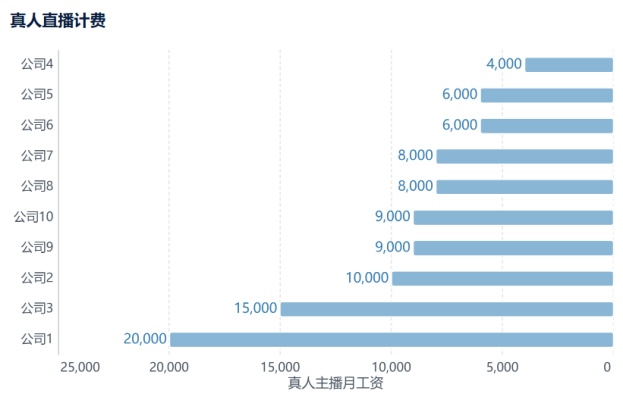 真人直播计费
公司4 4,000
公司5 6,000
公司6 6,000
公司7 8,000
公司8 8,000
公司10 9,000
公司9 9,000
公司2 10,000
公司3 15,000
公司1 20,000
25,000 20,000 15,000 10,000 5,000 0
真人主播月工资